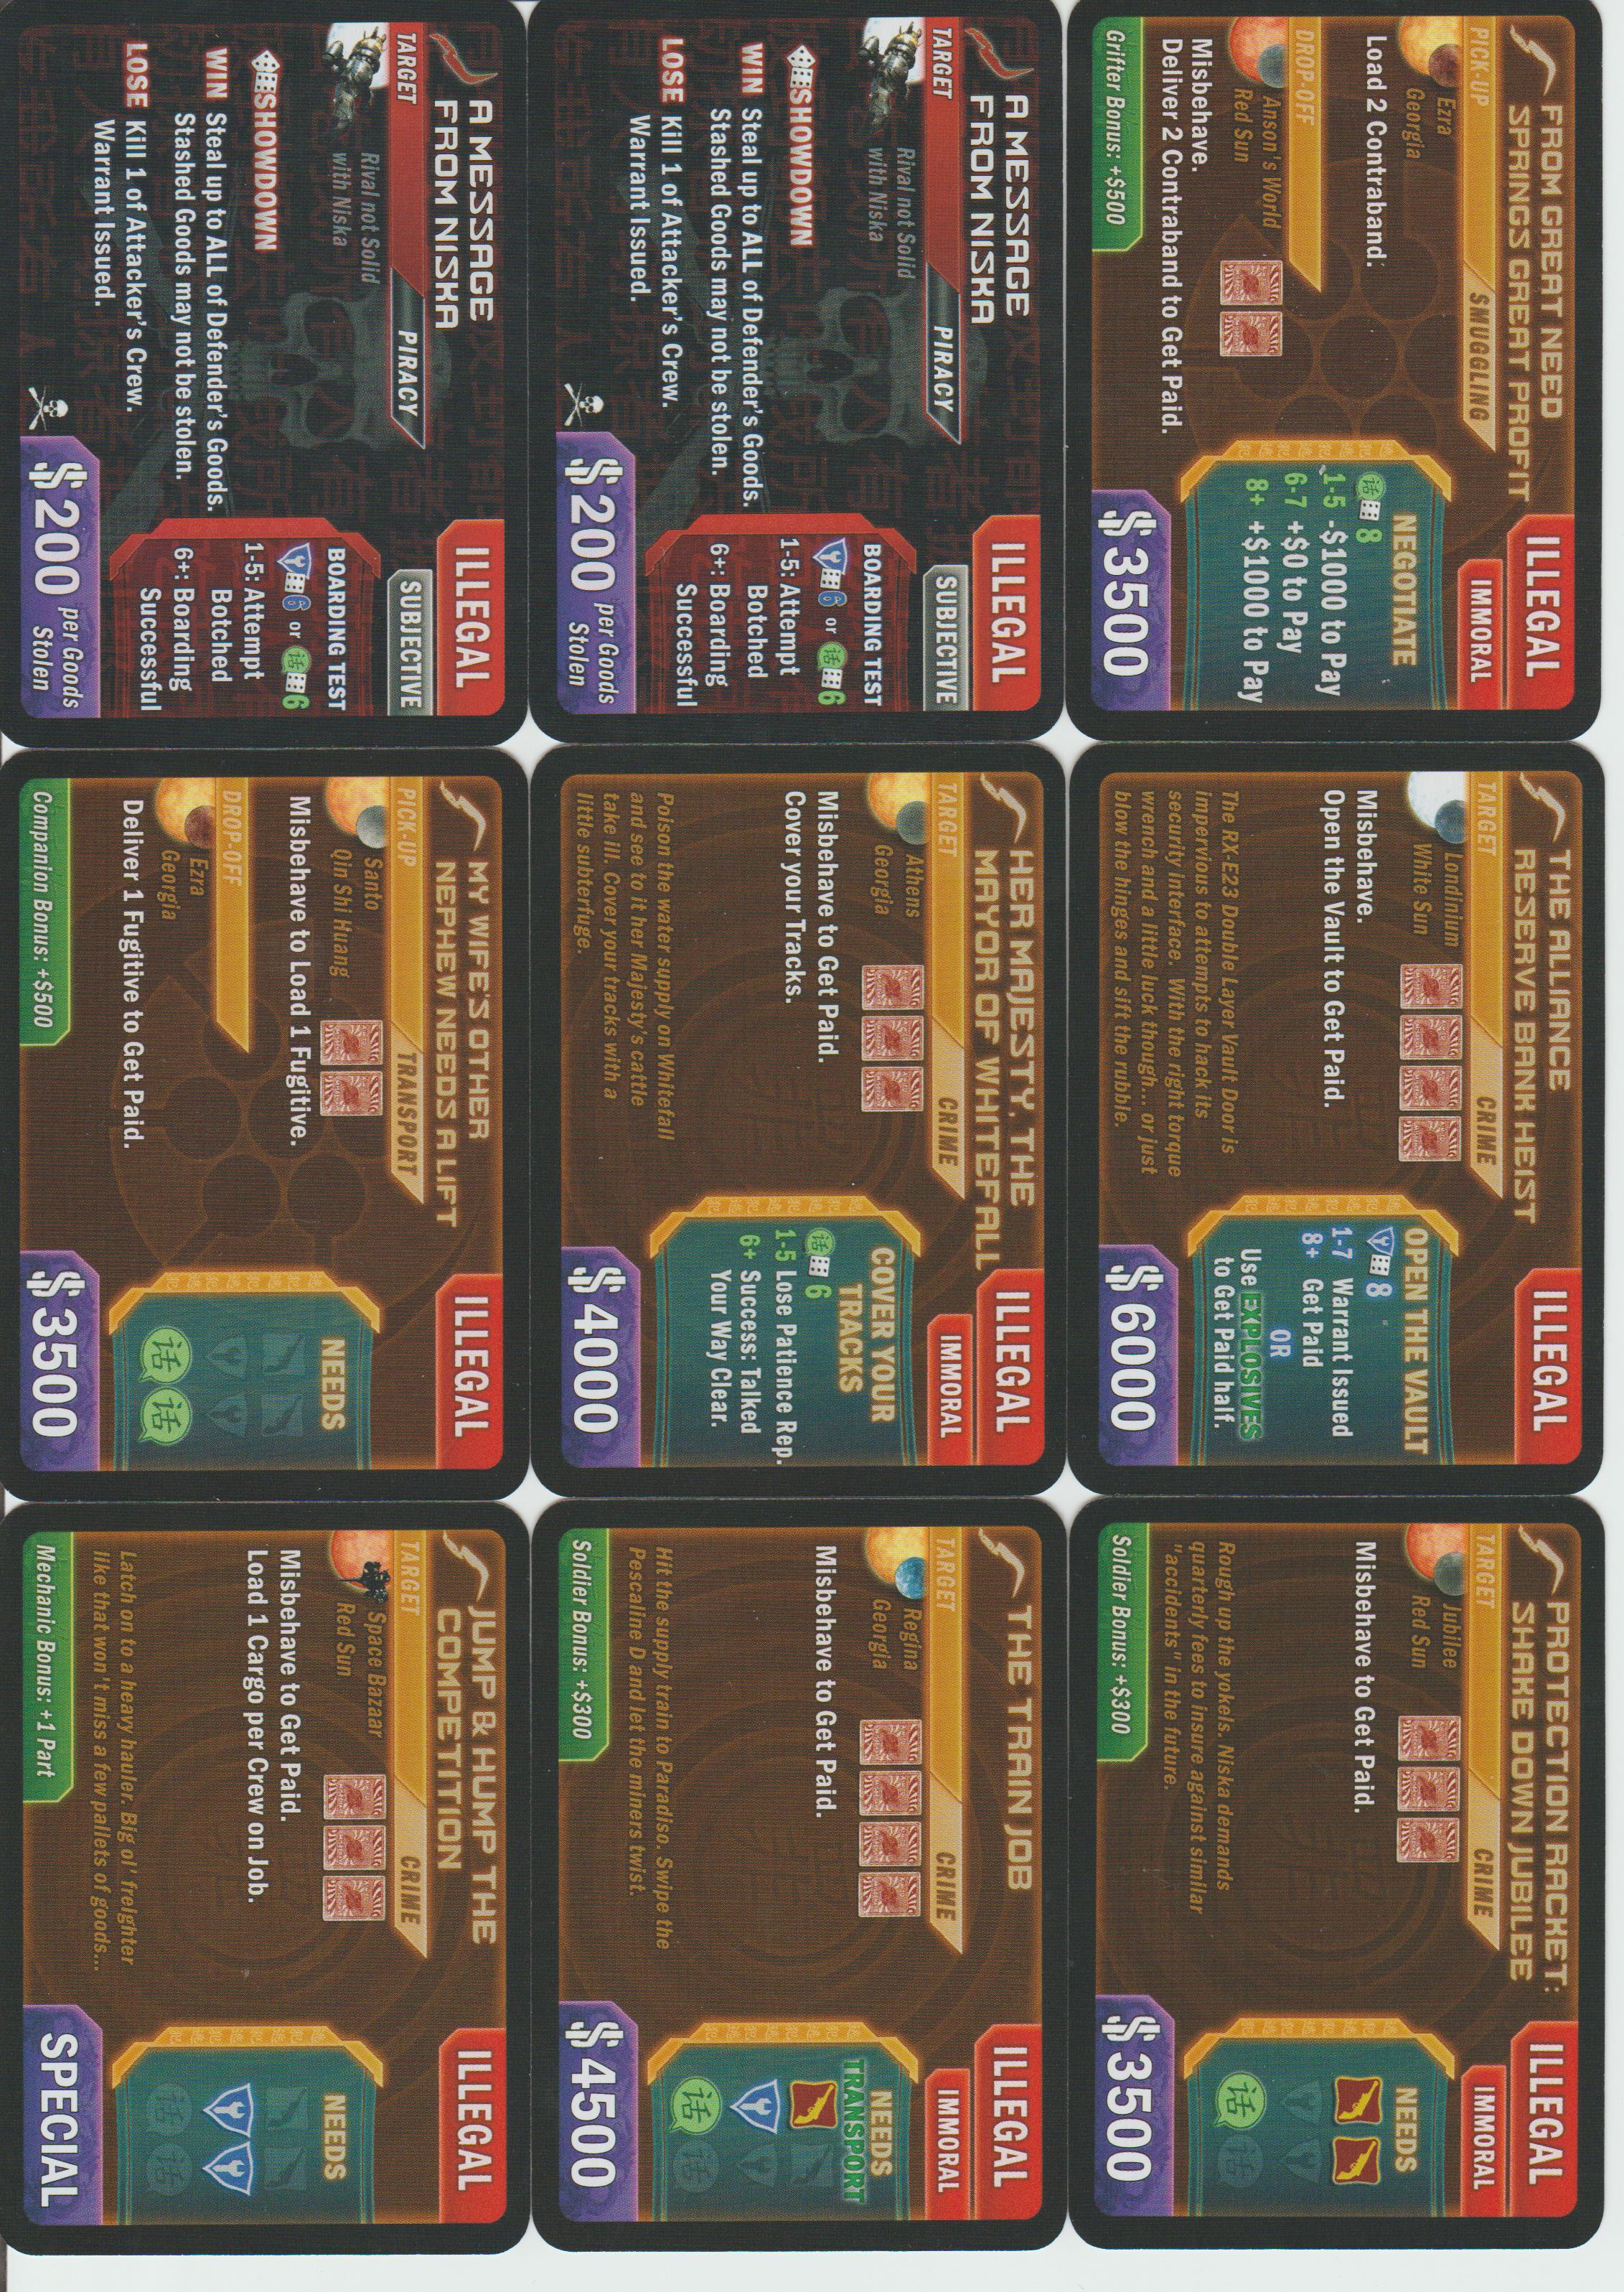 FROM GREAT NEED
SPRINGS GREAT PROFIT
ILLEGAL
IMMORAL
PICK-UP
SMUGGLING
Ezra
Georgia
Load 2 Contraband.
DROP-OFF
Anson's World
Red Sun
Misbehave.
Deliver 2 Contraband to Get Paid.
Grifter Bonus: +$500
NEGOTIATE
话 8
1-5 -$1000 to Pay
6-7 +$0 to Pay
8+ +$1000 to Pay
$3500
THE ALLIANCE
RESERVE BANK HEIST
ILLEGAL
TARGET
CRIME
Londinium
White Sun
Misbehave.
Open the Vault to Get Paid.
The RX-E23 Double Layer Vault Door is
impervious to attempts to hack its
security interface. With the right torque
wrench and a little luck though... or just
blow the hinges and sift the rubble.
OPEN THE VAULT
8
1-7 Warrant Issued
8+ Get Paid
OR
Use EXPLOSIVES
to Get Paid half.
$6000
PROTECTION RACKET:
SHAKE DOWN JUBILEE
ILLEGAL
IMMORAL
TARGET
CRIME
Jubilee
Red Sun
Misbehave to Get Paid.
Rough up the yokels. Niska demands
quarterly fees to insure against similar
"accidents" in the future.
Soldier Bonus: +$300
NEEDS
话 话
$3500
A MESSAGE
FROM NISKA
ILLEGAL
SUBJECTIVE
TARGET
PIRACY
Rival not Solid
with Niska
SHOWDOWN
WIN Steal up to ALL of Defender's Goods.
Stashed Goods may not be stolen.
LOSE Kill 1 of Attacker's Crew.
Warrant Issued.
BOARDING TEST
6 or 话 6
1-5: Attempt
Botched
6+: Boarding
Successful
$200 per Goods
Stolen
HER MAJESTY, THE
MAYOR OF WHITEFALL
ILLEGAL
IMMORAL
TARGET
CRIME
Athens
Georgia
Misbehave to Get Paid.
Cover your Tracks.
Poison the water supply on Whitefall
and see to it her Majesty's cattle
take ill. Cover your tracks with a
little subterfuge.
COVER YOUR
TRACKS
话 6
1-5 Lose Patience Rep.
6+ Success: Talked
Your Way Clear.
$4000
THE TRAIN JOB
ILLEGAL
IMMORAL
TARGET
CRIME
Regina
Georgia
Misbehave to Get Paid.
Hit the supply train to Paradiso. Swipe the
Pescaline D and let the miners twist.
Soldier Bonus: +$300
NEEDS
TRANSPORT
话 话
$4500
A MESSAGE
FROM NISKA
ILLEGAL
SUBJECTIVE
TARGET
PIRACY
Rival not Solid
with Niska
SHOWDOWN
WIN Steal up to ALL of Defender's Goods.
Stashed Goods may not be stolen.
LOSE Kill 1 of Attacker's Crew.
Warrant Issued.
BOARDING TEST
6 or 话 6
1-5: Attempt
Botched
6+: Boarding
Successful
$200 per Goods
Stolen
MY WIFE'S OTHER
NEPHEW NEEDS A LIFT
ILLEGAL
PICK-UP
TRANSPORT
Santo
Qin Shi Huang
Misbehave to Load 1 Fugitive.
DROP-OFF
Ezra
Georgia
Deliver 1 Fugitive to Get Paid.
Companion Bonus: +$500
NEEDS
话 话
$3500
JUMP & HUMP THE
COMPETITION
ILLEGAL
TARGET
CRIME
Space Bazaar
Red Sun
Misbehave to Get Paid.
Load 1 Cargo per Crew on Job.
Latch on to a heavy hauler. Big ol' freighter
like that won't miss a few pallets of goods...
Mechanic Bonus: +1 Part
NEEDS
话 话
SPECIAL